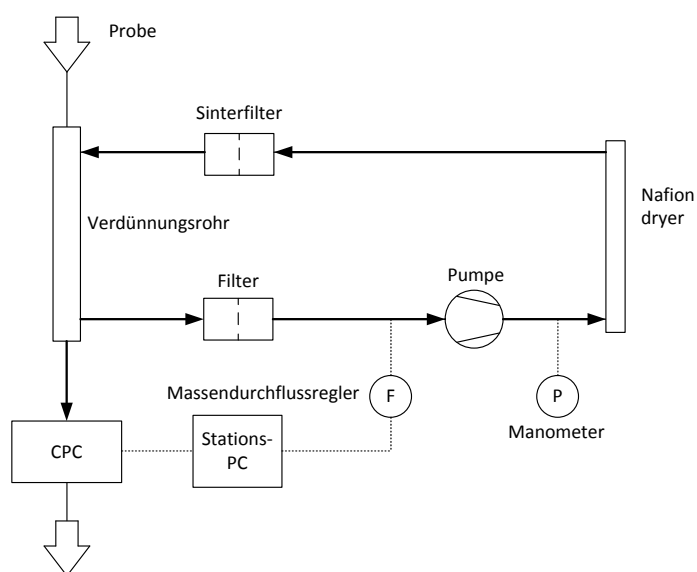 Probe
Sinterfilter
Nafion
dryer
Verdünnungsrohr
Filter
Pumpe
Massendurchflussregler
F
P
Manometer
CPC
Stations-
PC